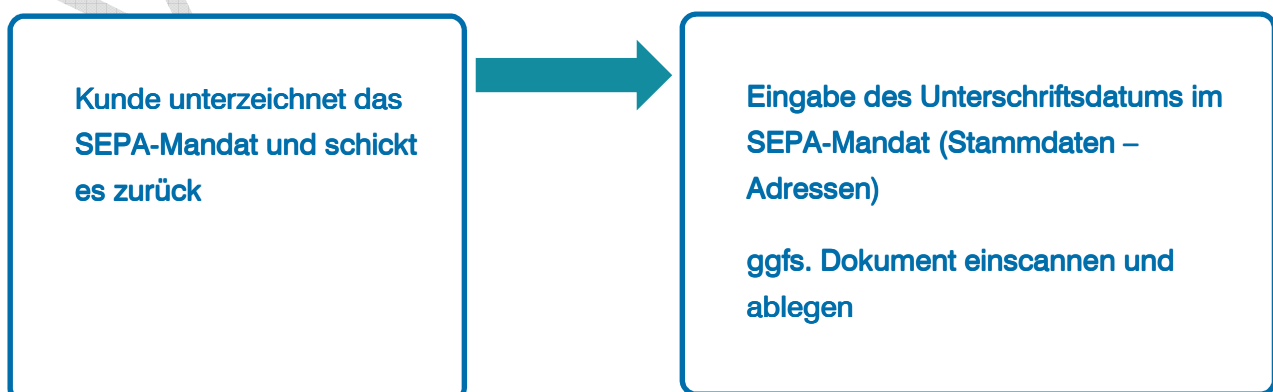 Kunde unterzeichnet das
SEPA-Mandat und schickt
es zurück
Eingabe des Unterschriftsdatums im
SEPA-Mandat (Stammdaten –
Adressen)
ggfs. Dokument einscannen und
ablegen